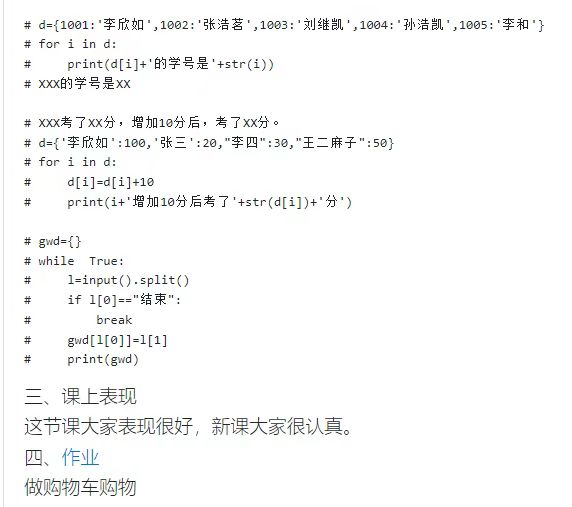 # d={1001:'李欣如',1002:'张浩茗',1003:'刘继凯',1004:'孙浩凯',1005:'李和'}
# for i in d:
#     print(d[i]+'的学号是'+str(i))
# XXX的学号是XX
# XXX考了XX分，增加10分后，考了XX分。
# d={'李欣如':100,'张三':20,"李四":30,"王二麻子":50}
# for i in d:
#     d[i]=d[i]+10
#     print(i+'增加10分后考了'+str(d[i])+'分')
# gwd={}
# while  True:
#     l=input().split()
#     if l[0]=="结束":
#         break
#     gwd[l[0]]=l[1]
#     print(gwd)
三、课上表现
这节课大家表现很好，新课大家很认真。
四、作业
做购物车购物